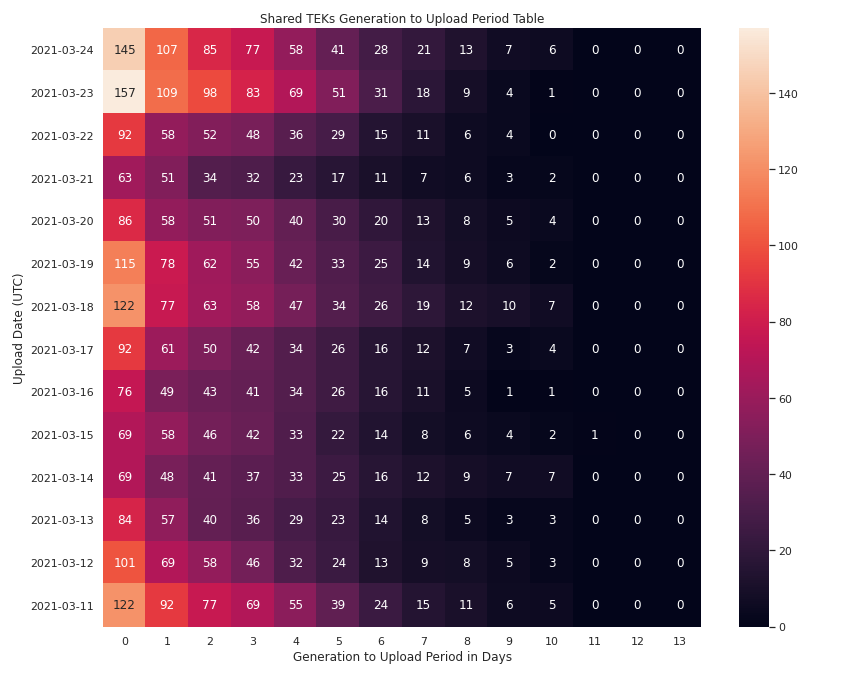 Shared TEKs Generation to Upload Period Table
Upload Date (UTC)
2021-03-24 145 107 85 77 58 41 28 21 13 7 6 0 0 0
2021-03-23 157 109 98 83 69 51 31 18 9 4 1 0 0 0
2021-03-22 92 58 52 48 36 29 15 11 6 4 0 0 0 0
2021-03-21 63 51 34 32 23 17 11 7 6 3 2 0 0 0
2021-03-20 86 58 51 50 40 30 20 13 8 5 4 0 0 0
2021-03-19 115 78 62 55 42 33 25 14 9 6 2 0 0 0
2021-03-18 122 77 63 58 47 34 26 19 12 10 7 0 0 0
2021-03-17 92 61 50 42 34 26 16 12 7 3 4 0 0 0
2021-03-16 76 49 43 41 34 26 16 11 5 1 1 0 0 0
2021-03-15 69 58 46 42 33 22 14 8 6 4 2 1 0 0
2021-03-14 69 48 41 37 33 25 16 12 9 7 7 0 0 0
2021-03-13 84 57 40 36 29 23 14 8 5 3 3 0 0 0
2021-03-12 101 69 58 46 32 24 13 9 8 5 3 0 0 0
2021-03-11 122 92 77 69 55 39 24 15 11 6 5 0 0 0
0 1 2 3 4 5 6 7 8 9 10 11 12 13
Generation to Upload Period in Days
140
120
100
80
60
40
20
0